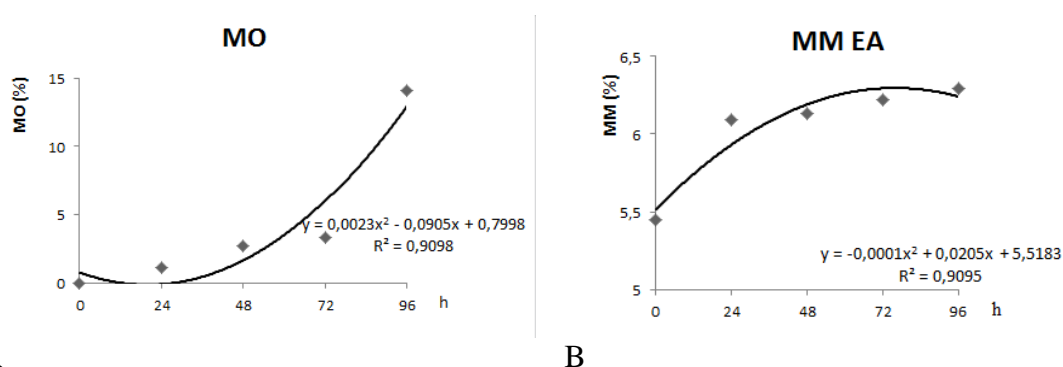 MO
MO (%)
15
10
5
0
y = 0,0023x² - 0,0905x + 0,7998
R² = 0,9098
0 24 48 72 96 h
MM EA
MM (%)
6,5
6
5,5
5
y = -0,0001x² + 0,0205x + 5,5183
R² = 0,9095
0 24 48 72 96 h
B